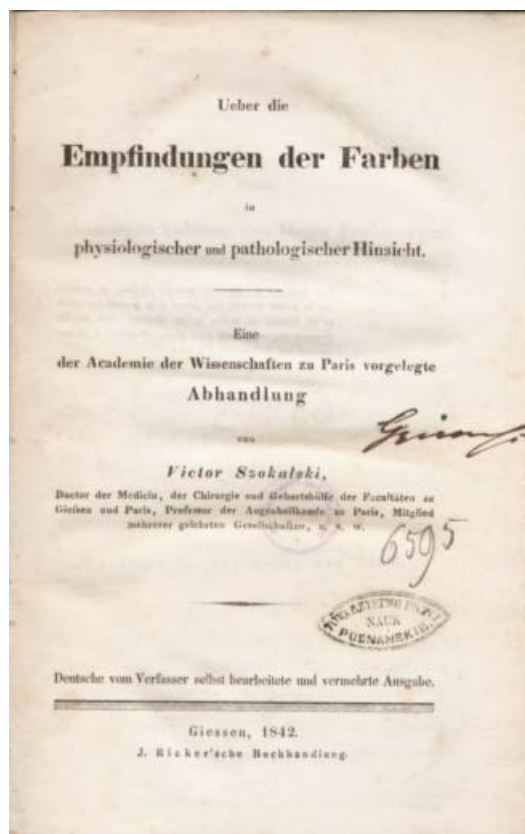 Ueber die
Empfindungen der Farben
in
physiologischer und pathologischer Hinsicht.
Eine
der Academie der Wissenschaften zu Paris vorgelegte
Abhandlung
von
Victor Szokalski,
Doctor der Medicin, der Chirurgie und Geburtshülfe der Facultäten zu
Gießen und Paris, Professor der Augenheilkunde zu Paris, Mitglied
mehrerer gelehrten Gesellschaften, u. s. w.
6595
NAUK
Deutsche vom Verfasser selbst bearbeitete und vermehrte Ausgabe.
Giessen, 1842.
J. Ricker'sche Buchhandlung.